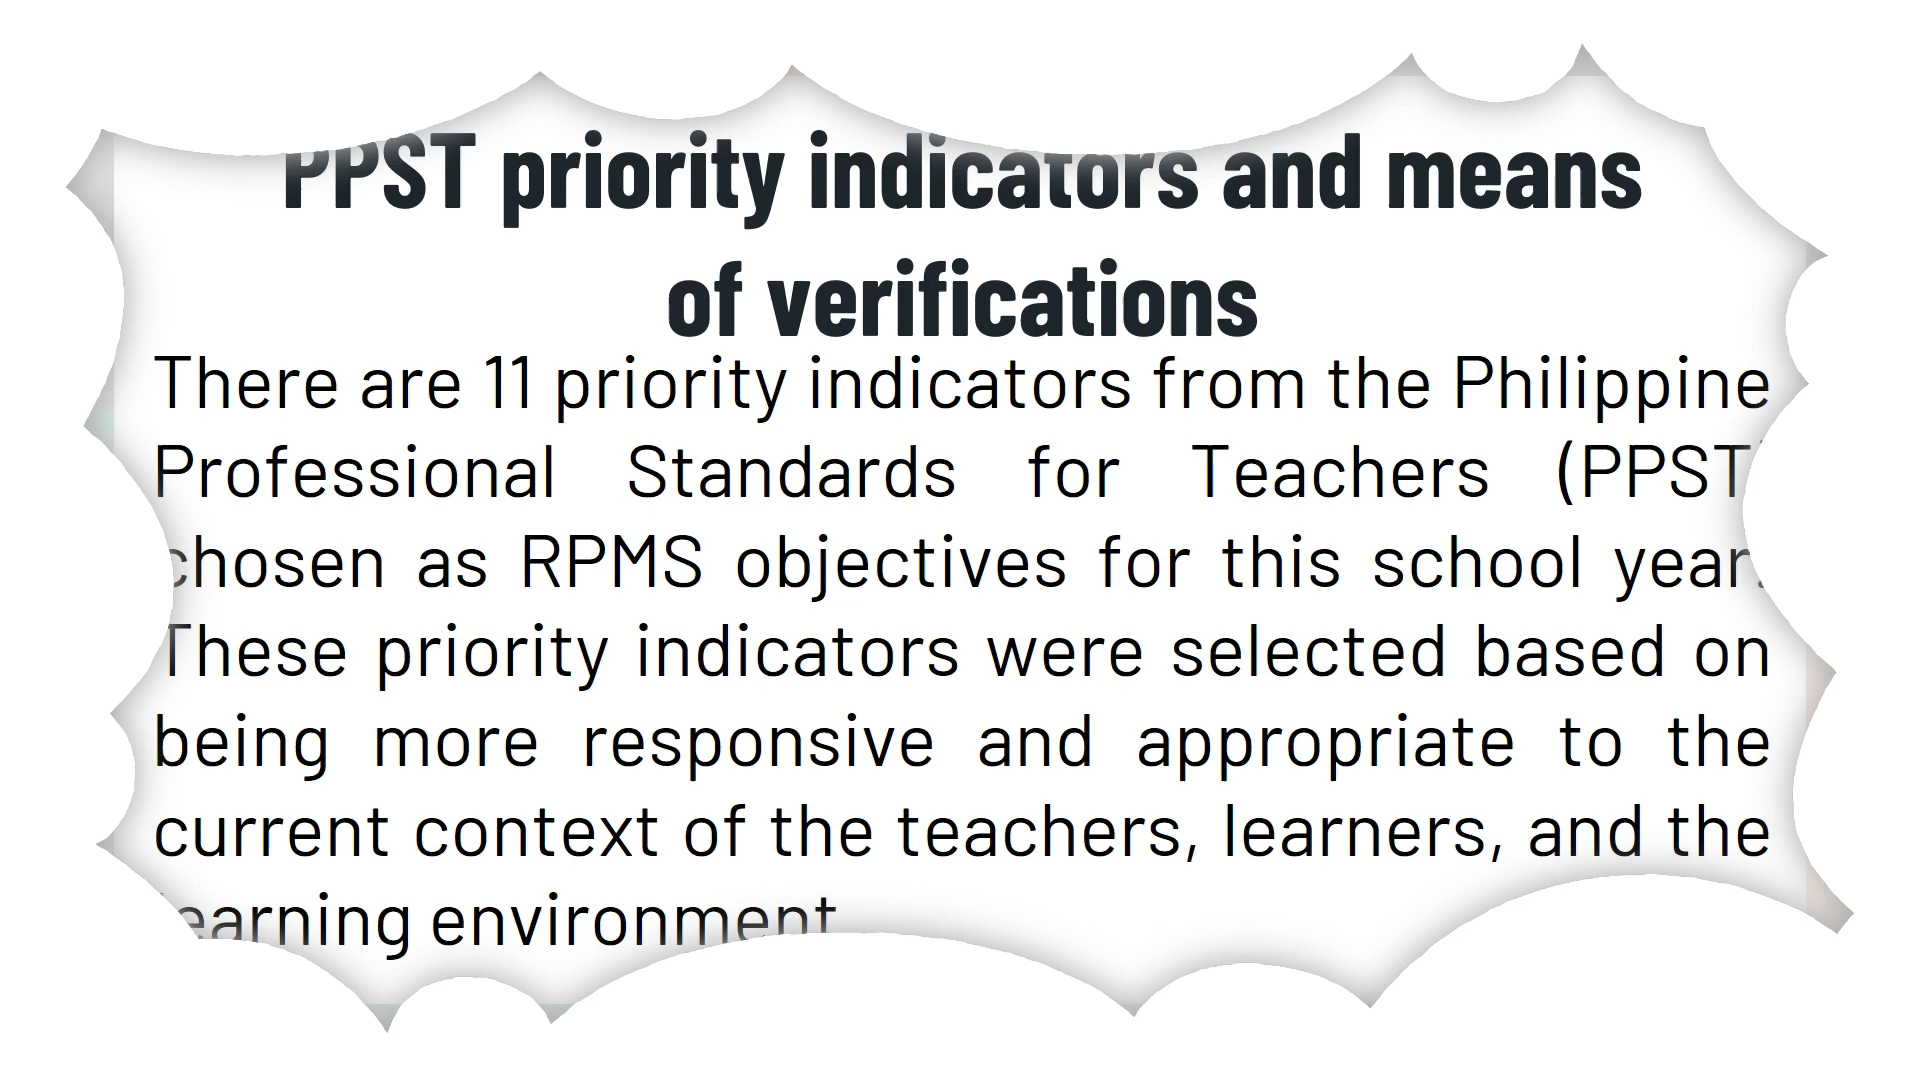 PPST priority indicators and means
of verifications
There are 11 priority indicators from the Philippine
Professional Standards for Teachers (PPST)
chosen as RPMS objectives for this school year.
These priority indicators were selected based on
being more responsive and appropriate to the
current context of the teachers, learners, and the
learning environment